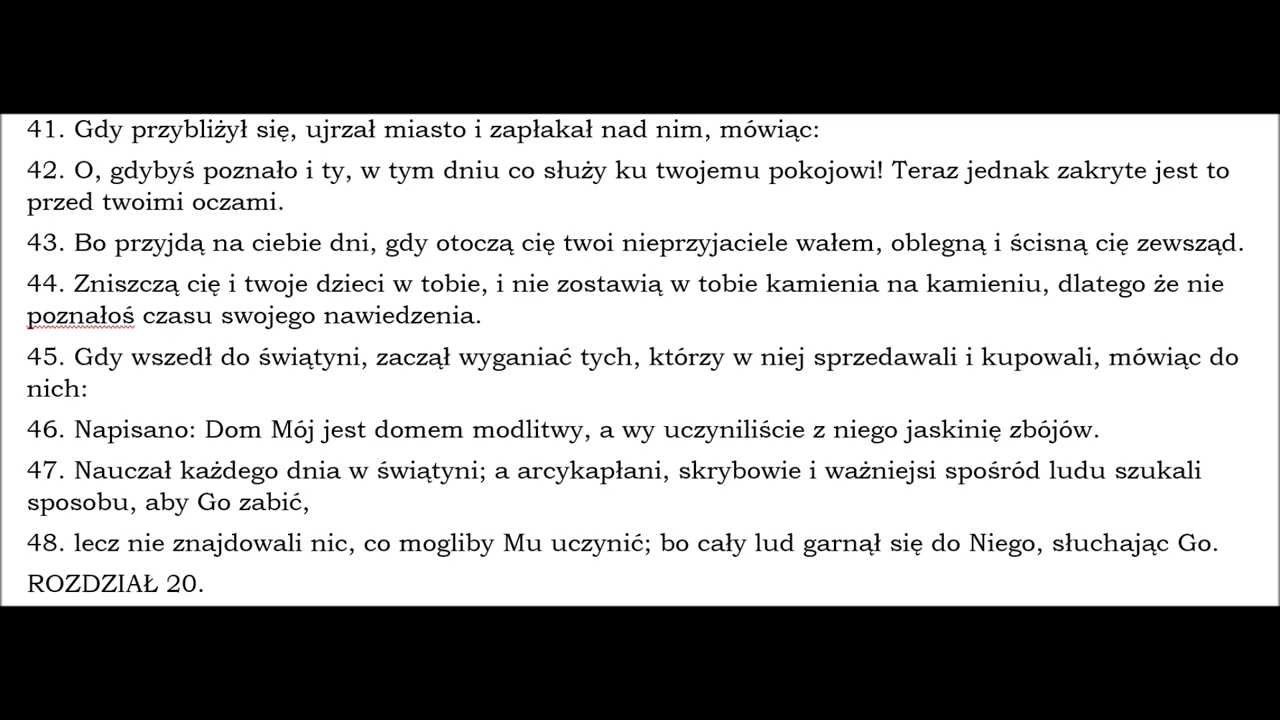 41. Gdy przybliżył się, ujrzał miasto i zapłakał nad nim, mówiąc:
42. O, gdybyś poznało i ty, w tym dniu co służy ku twojemu pokojowi! Teraz jednak zakryte jest to
przed twoimi oczami.
43. Bo przyjdą na ciebie dni, gdy otoczą cię twoi nieprzyjaciele wałem, oblegną i ścisną cię zewsząd.
44. Zniszczą cię i twoje dzieci w tobie, i nie zostawią w tobie kamienia na kamieniu, dlatego że nie
poznałoś czasu swojego nawiedzenia.
45. Gdy wszedł do świątyni, zaczął wyganiać tych, którzy w niej sprzedawali i kupowali, mówiąc do
nich:
46. Napisano: Dom Mój jest domem modlitwy, a wy uczyniliście z niego jaskinię zbójów.
47. Nauczał każdego dnia w świątyni; a arcykapłani, skrybowie i ważniejsi spośród ludu szukali
sposobu, aby Go zabić,
48. lecz nie znajdowali nic, co mogliby Mu uczynić; bo cały lud garnął się do Niego, słuchając Go.
ROZDZIAŁ 20.